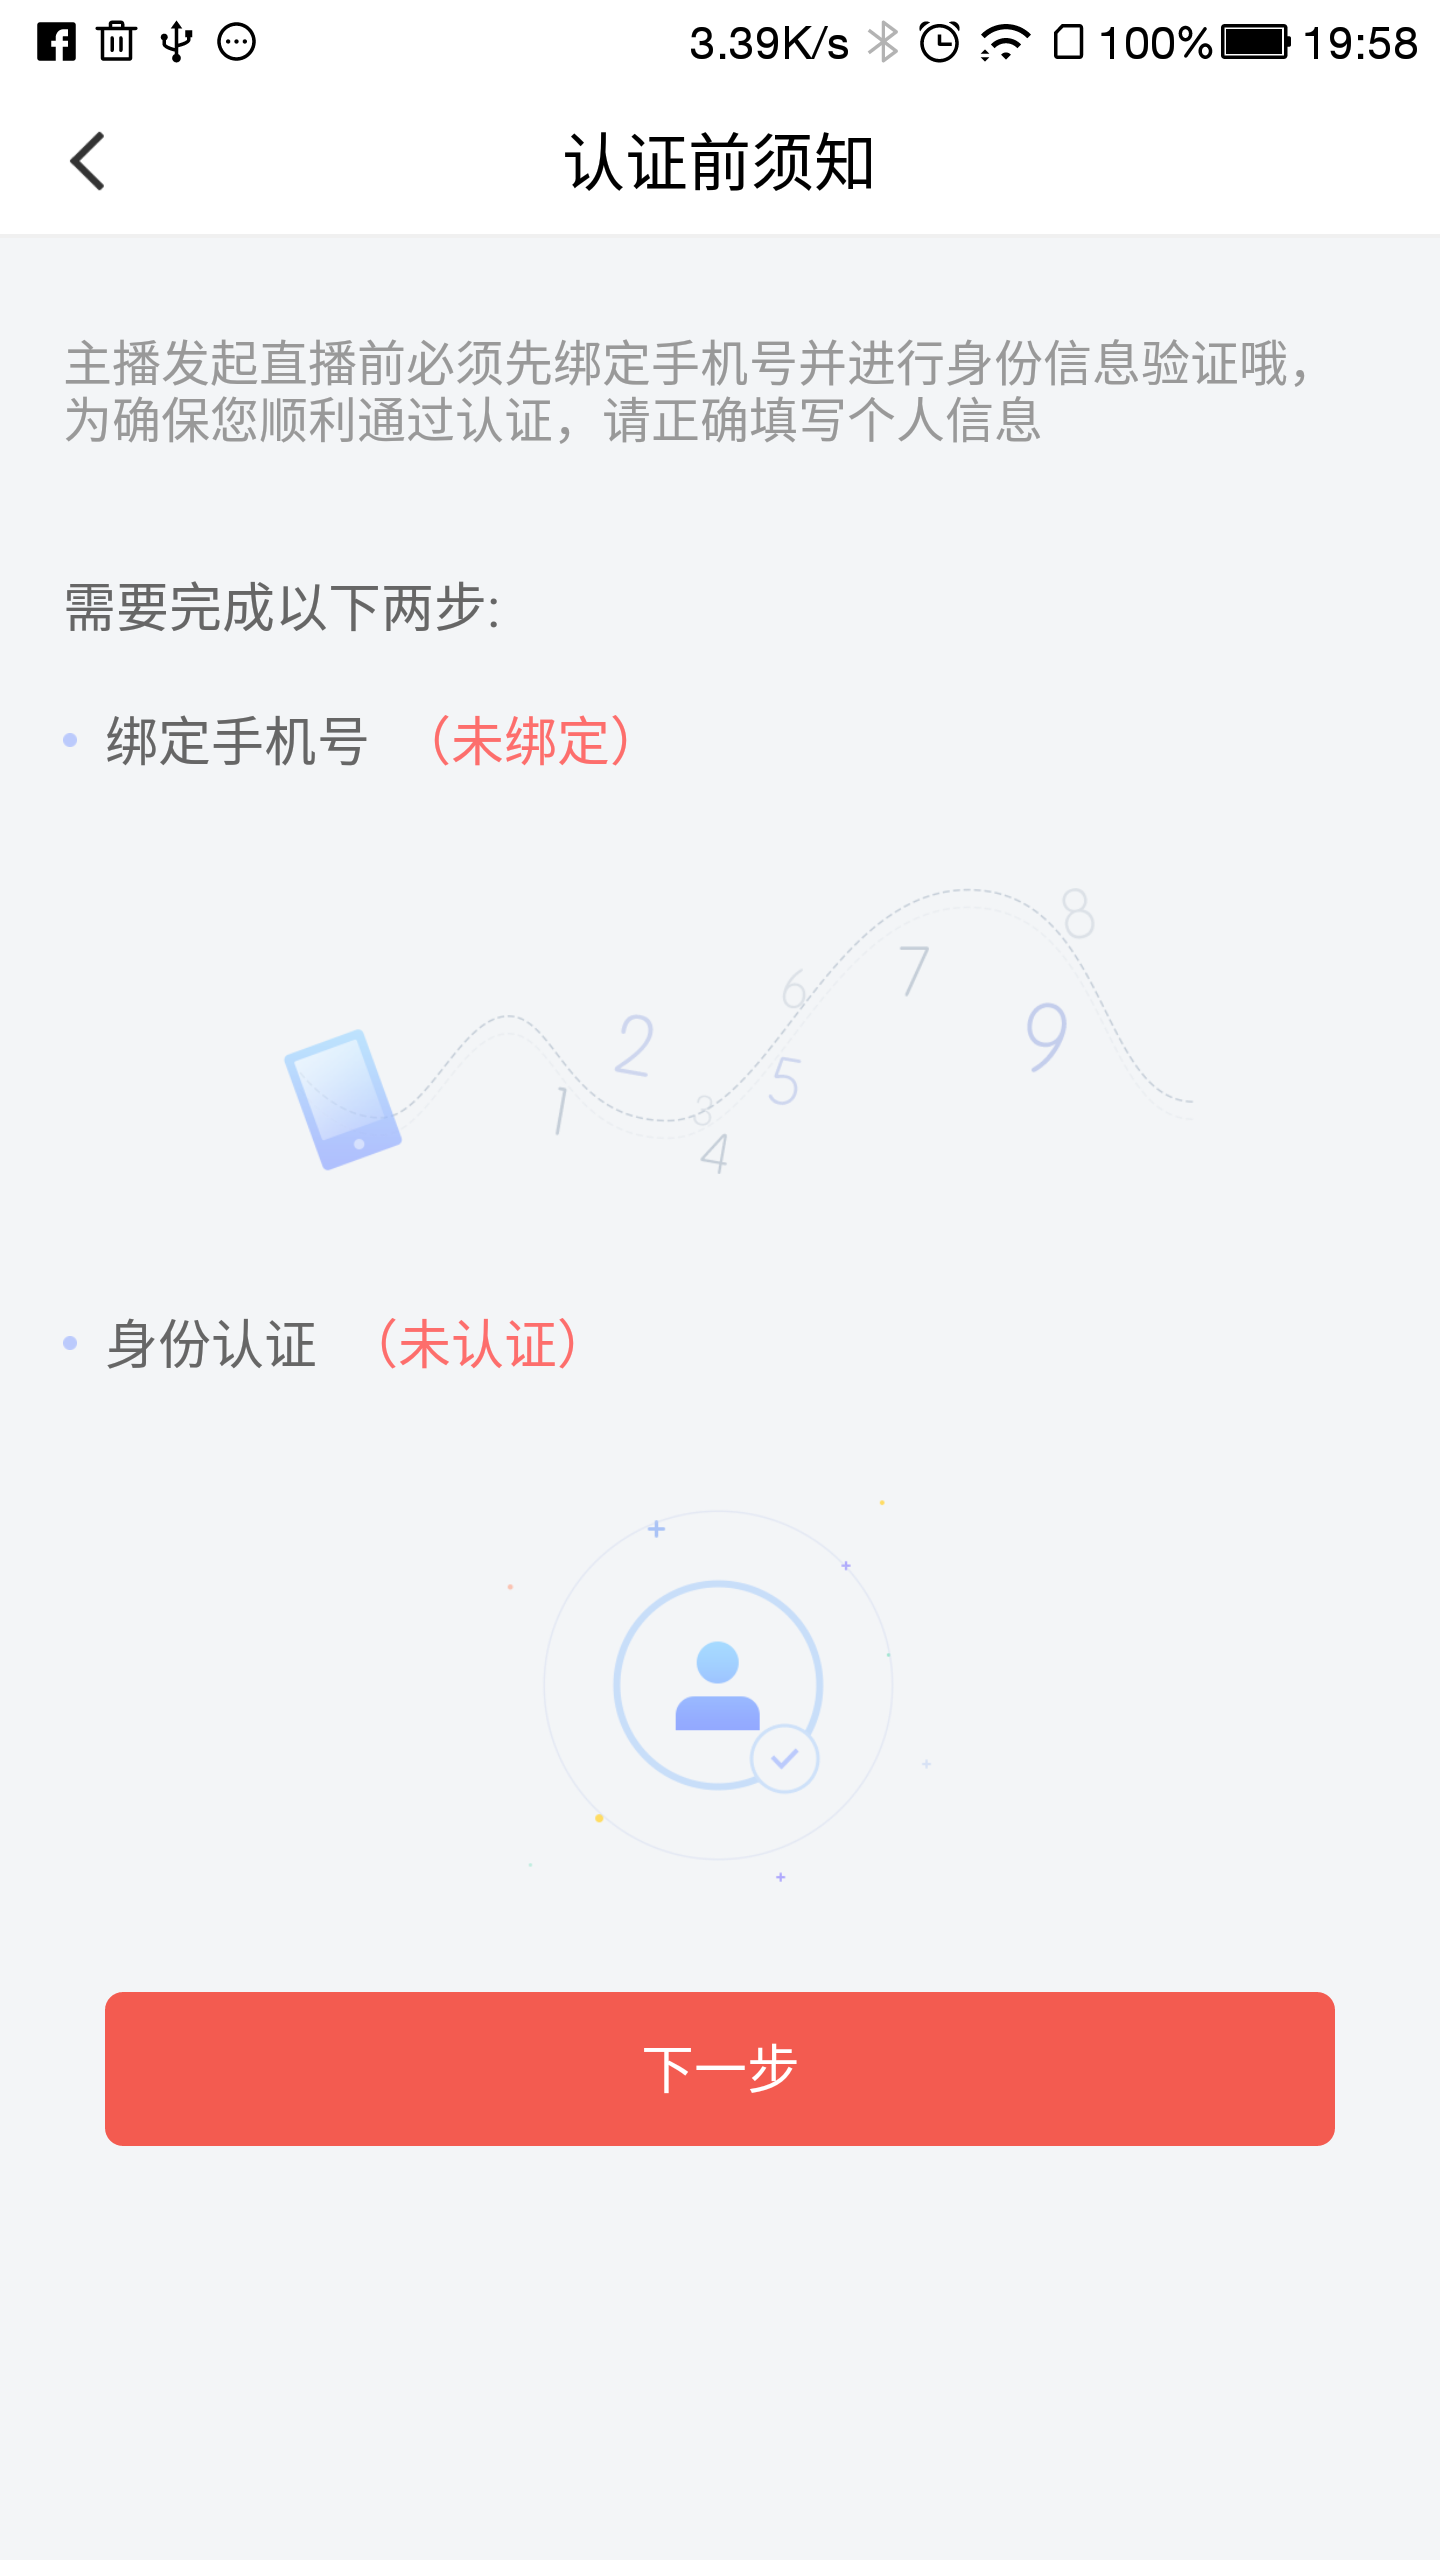 3.39K/s 100% 19:58
认证前须知
主播发起直播前必须先绑定手机号并进行身份信息验证哦，
为确保您顺利通过认证，请正确填写个人信息
需要完成以下两步:
绑定手机号 （未绑定）
1 2 3 4 5 6 7 8 9
身份认证 （未认证）
下一步